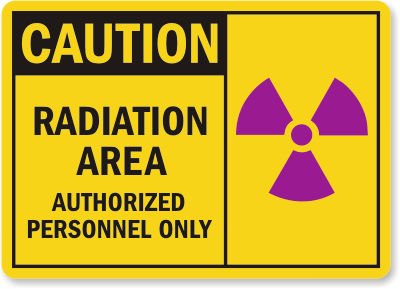 CAUTION
RADIATION
AREA
AUTHORIZED
PERSONNEL ONLY